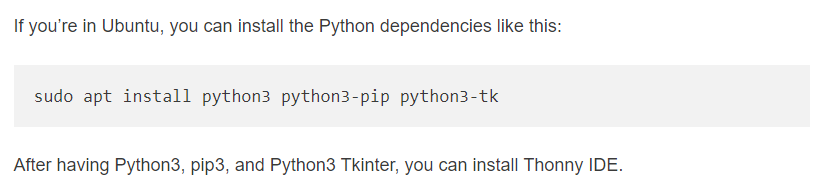 If you’re in Ubuntu, you can install the Python dependencies like this:
sudo apt install python3 python3-pip python3-tk
After having Python3, pip3, and Python3 Tkinter, you can install Thonny IDE.